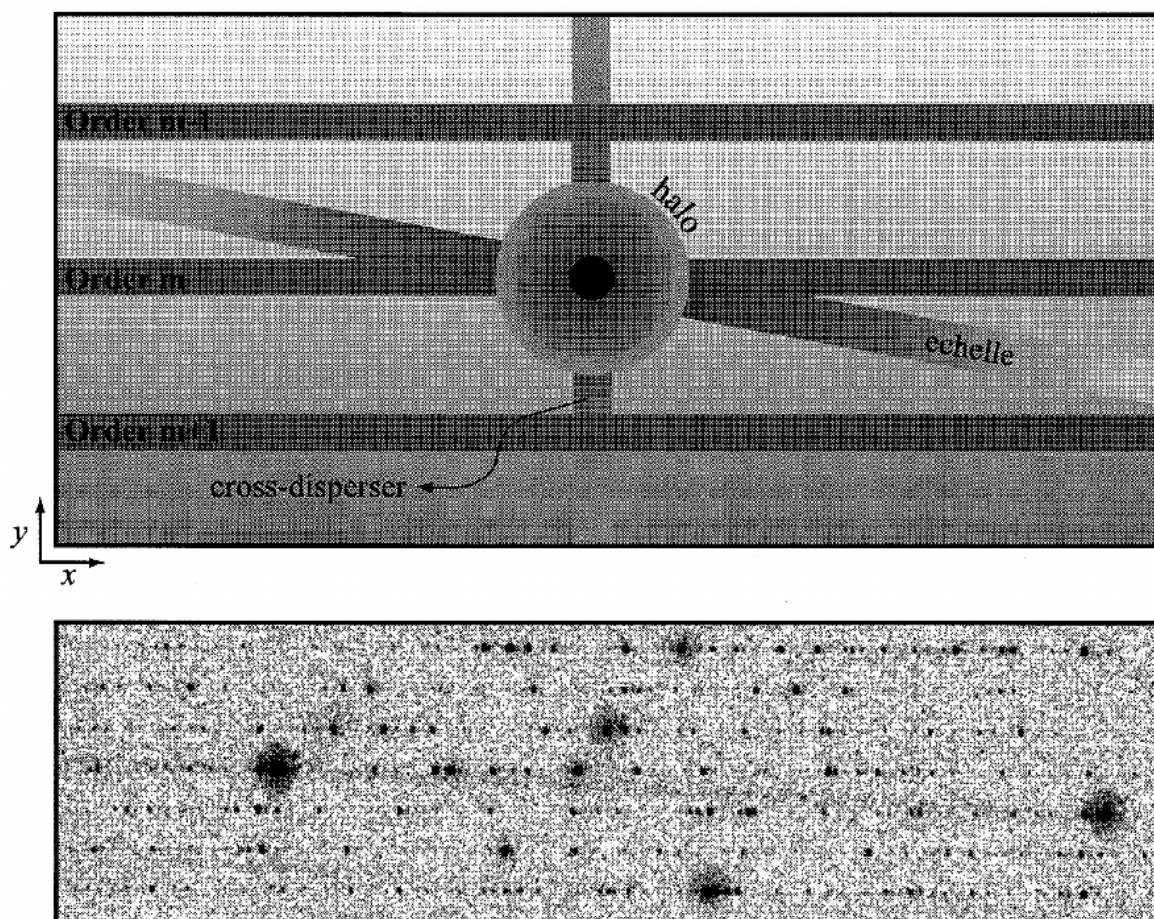 Order m-1
halo
Order m
echelle
Order m+1
cross-disperser
y
x